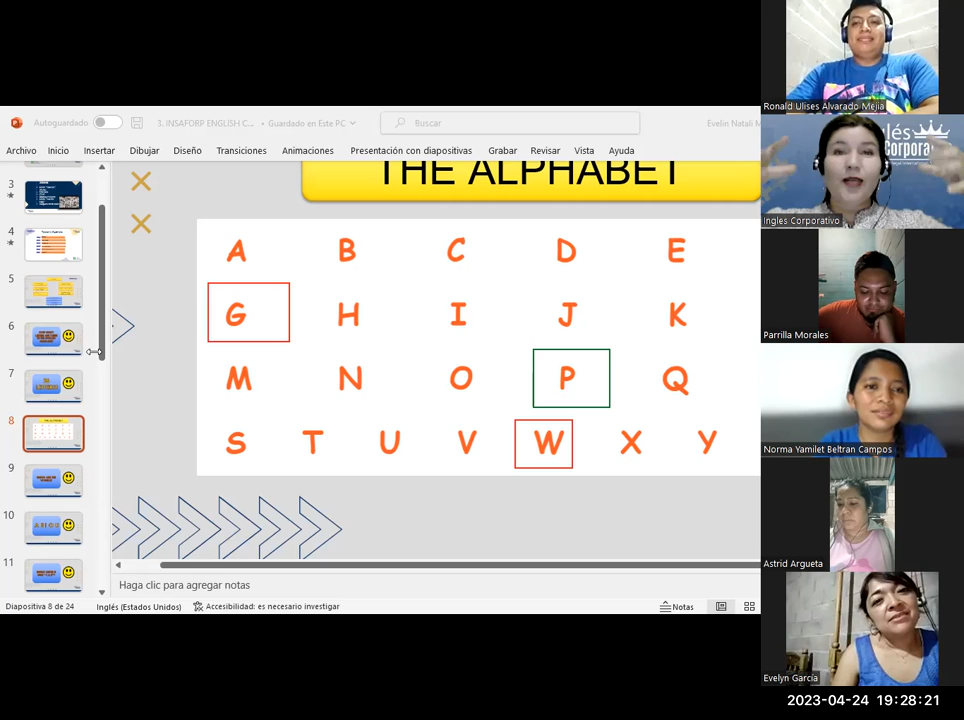 Autoguardado
3. INSAFORP ENGLISH C... • Guardado en Este PC
Buscar
Evelin Natali M
Archivo Inicio Insertar Dibujar Diseño Transiciones Animaciones Presentación con diapositivas Grabar Revisar Vista Ayuda
3
4
5
6
7
8
9
10
11
THE ALPHABET
A B C D E
G H I J K
M N O P Q
S T U V W X Y
Haga clic para agregar notas
Diapositiva 8 de 24 Inglés (Estados Unidos) Accesibilidad: es necesario investigar Notas
Ronald Ulises Alvarado Mejia
Ingles Corporativo
Parrilla Morales
Norma Yamilet Beltran Campos
Astrid Argueta
Evelyn García
2023-04-24 19:28:21